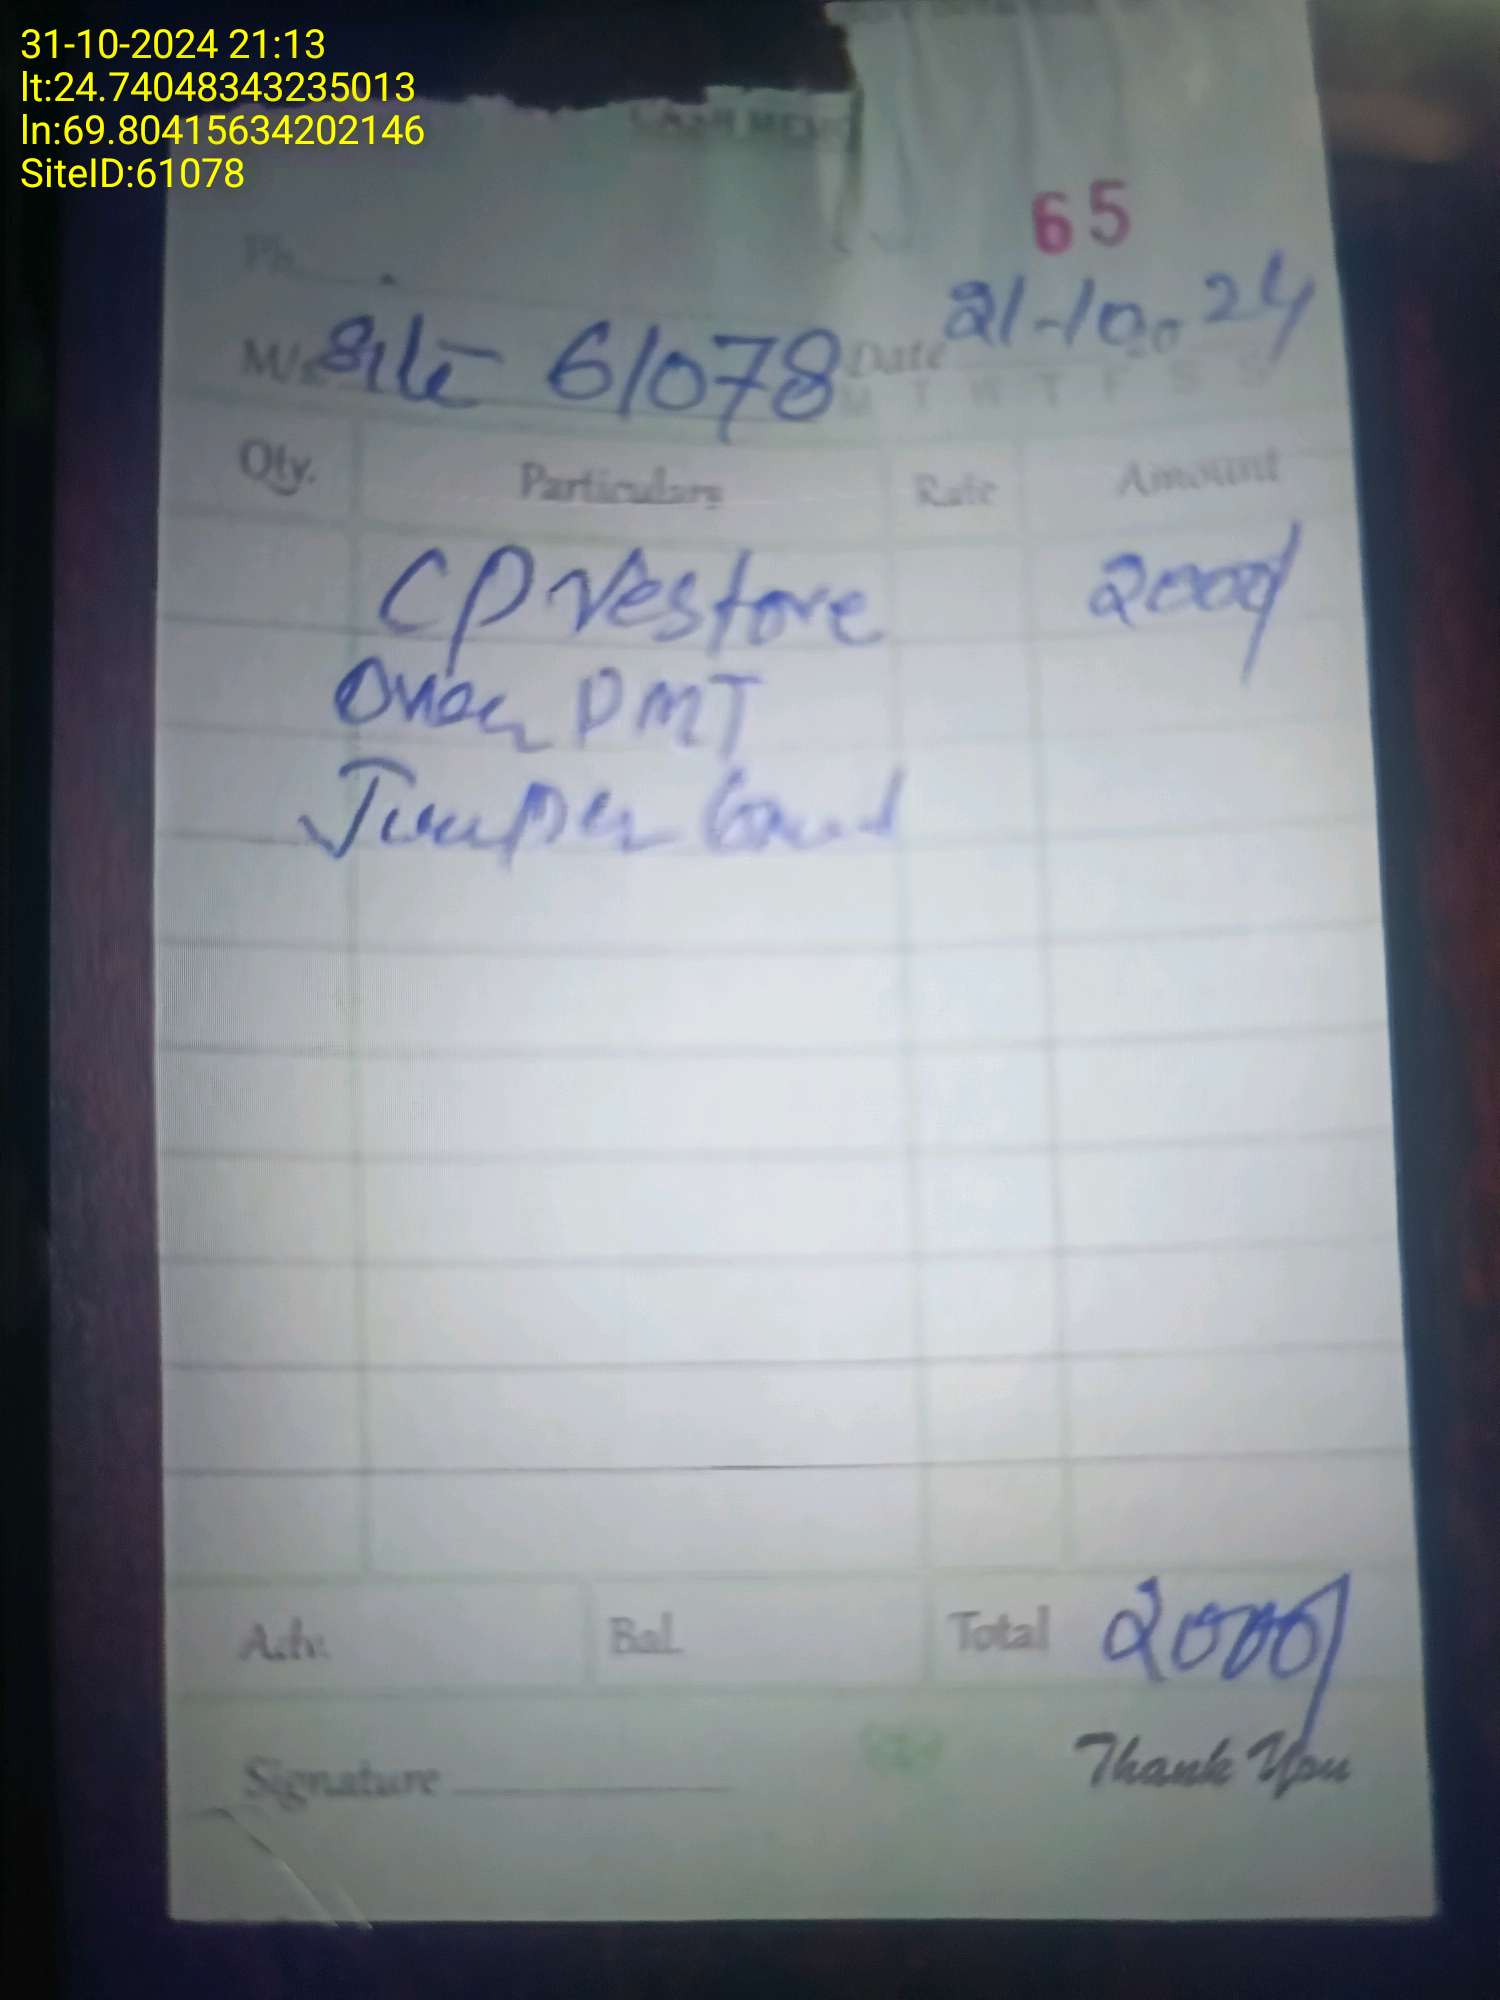 31-10-2024 21:13
lt:24.74048343235013
ln:69.80415634202146
SiteID:61078
CASH MEMO
65
Ph.
M/s Site 61078 Date 21-10-24
M T W T F S S
Qty. Particulars Rate Amount
CP restore 2000/
Over PMT
Jumper
Adv. Bal. Total 2000/
Signature Thank You